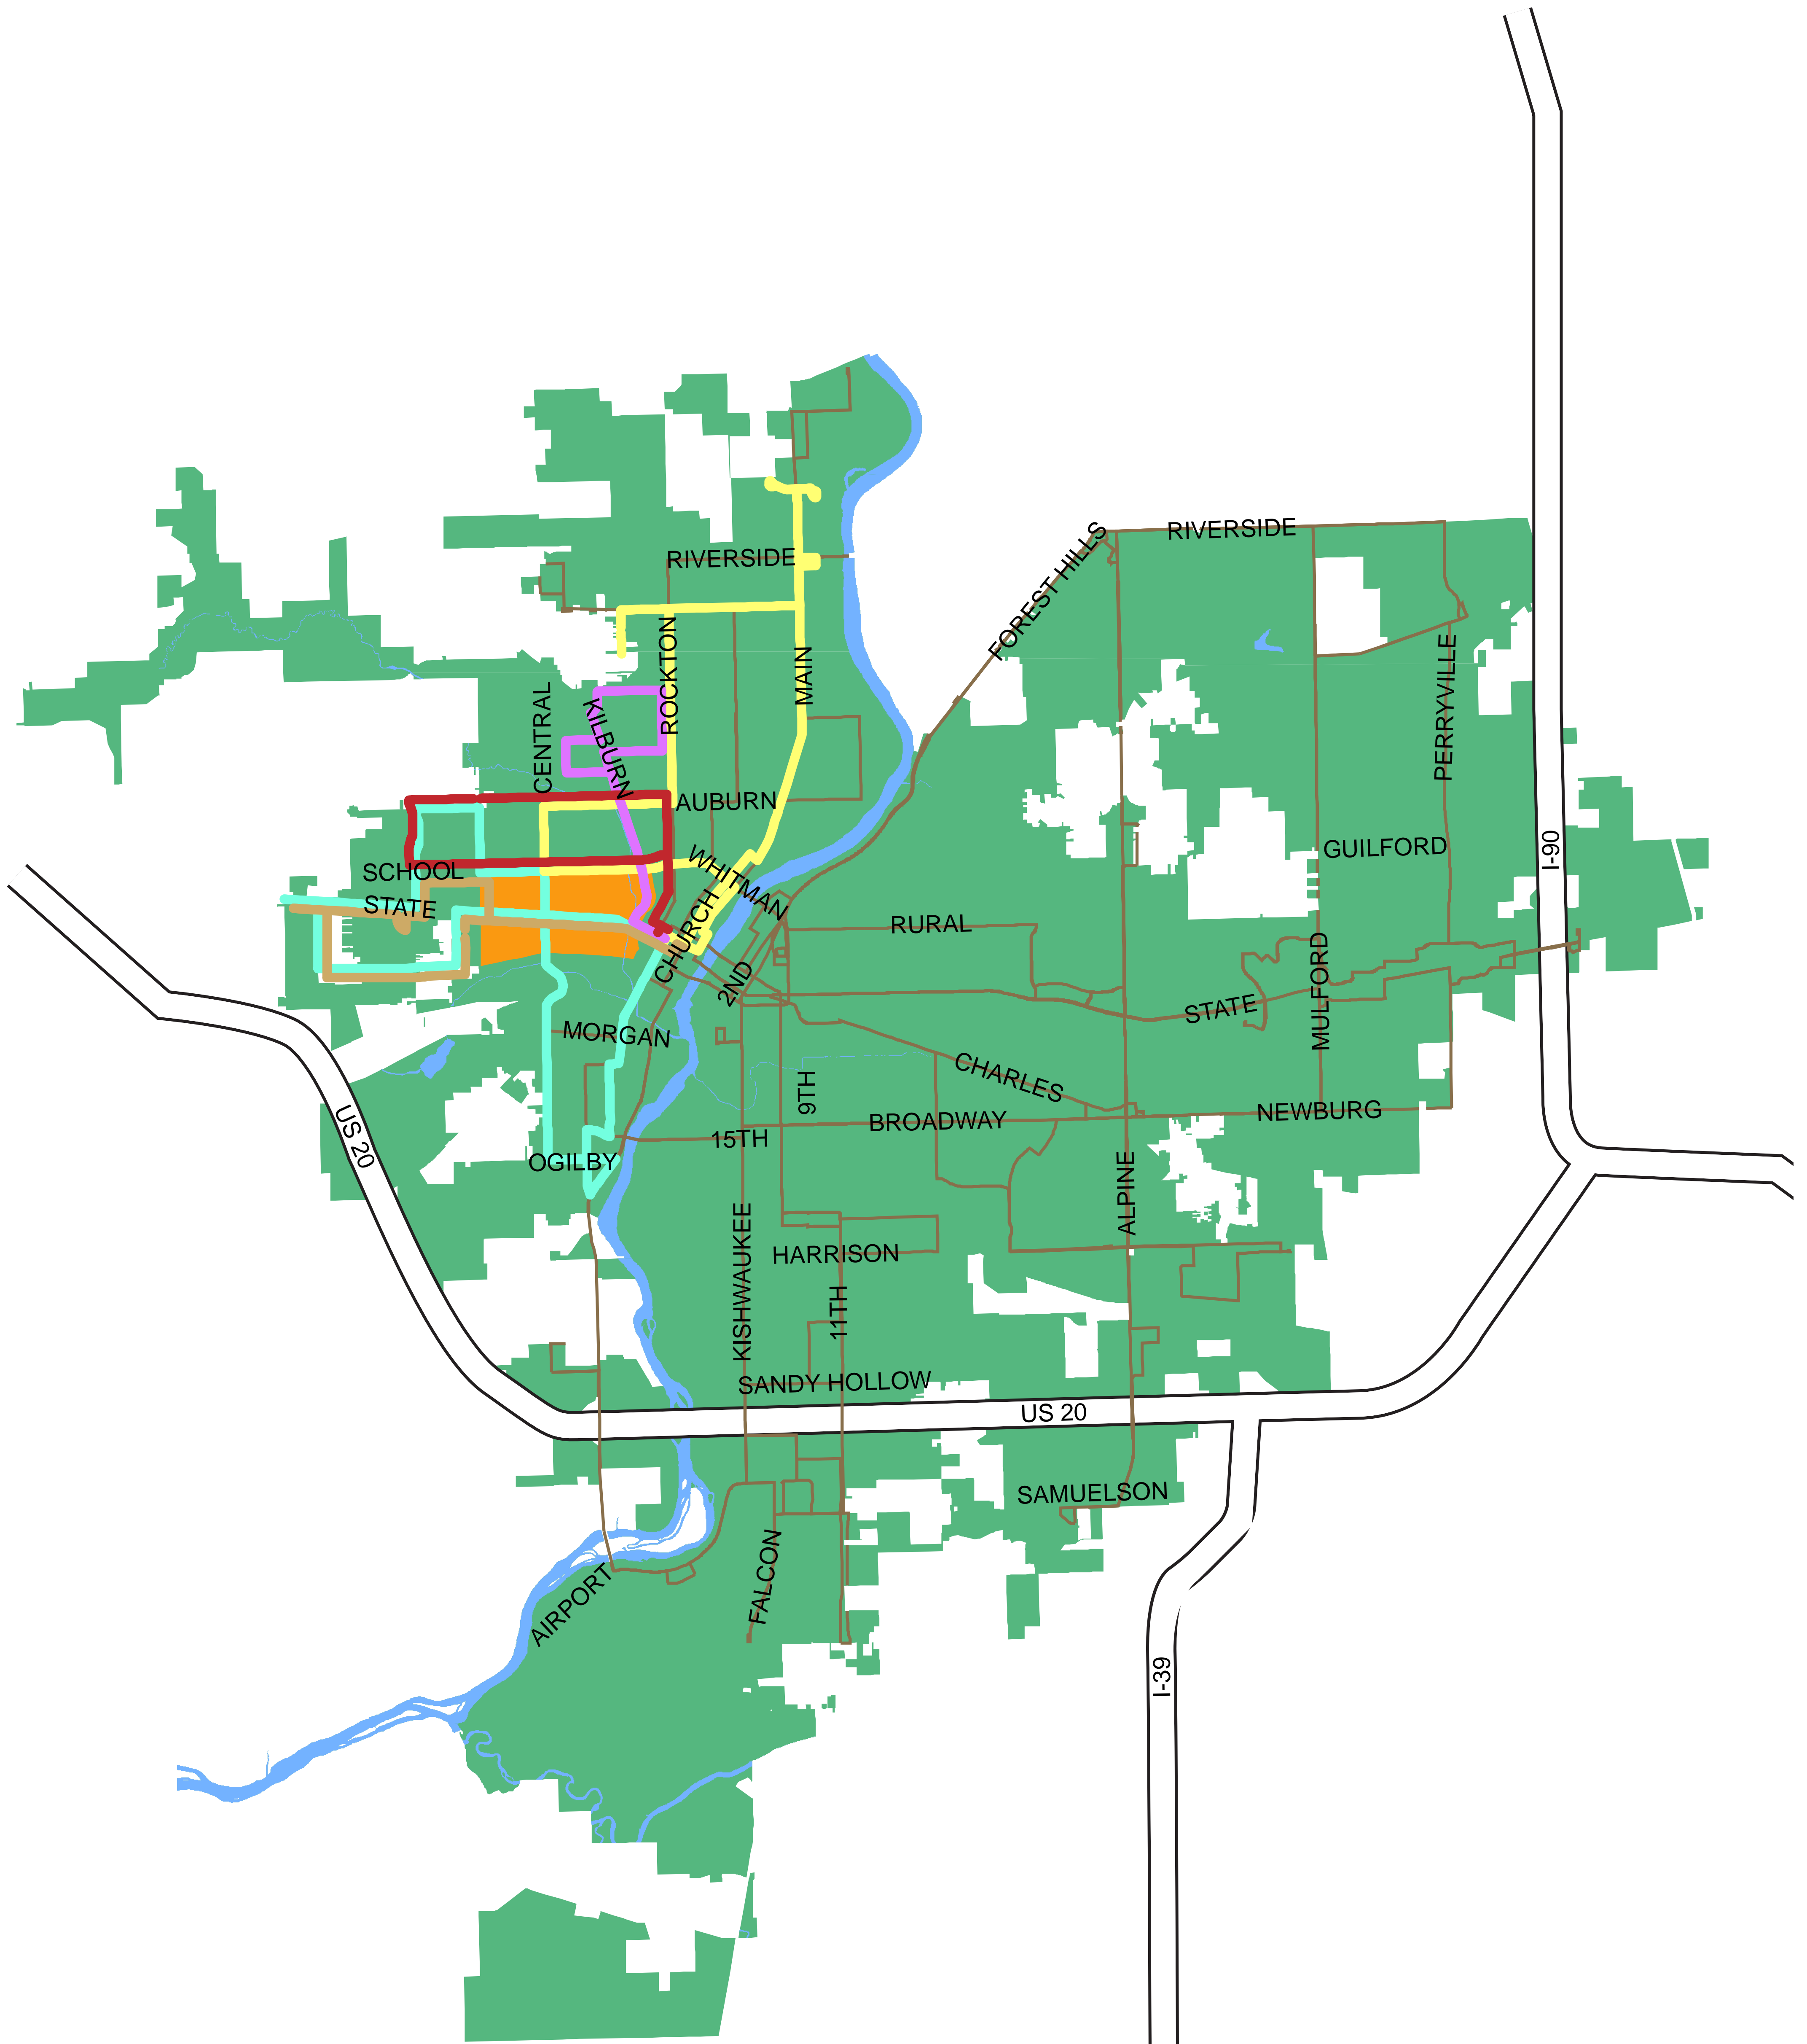 RIVERSIDE
RIVERSIDE
FOREST HILLS
ROCKTON
MAIN
CENTRAL
KILBURN
PERRYVILLE
AUBURN
I-90
GUILFORD
SCHOOL
WHITMAN
STATE
CHURCH
RURAL
2ND
MULFORD
STATE
MORGAN
CHARLES
9TH
BROADWAY
NEWBURG
US 20
15TH
OGILBY
ALPINE
KISHWAUKEE
HARRISON
11TH
SANDY HOLLOW
US 20
SAMUELSON
FALCON
AIRPORT
I-39